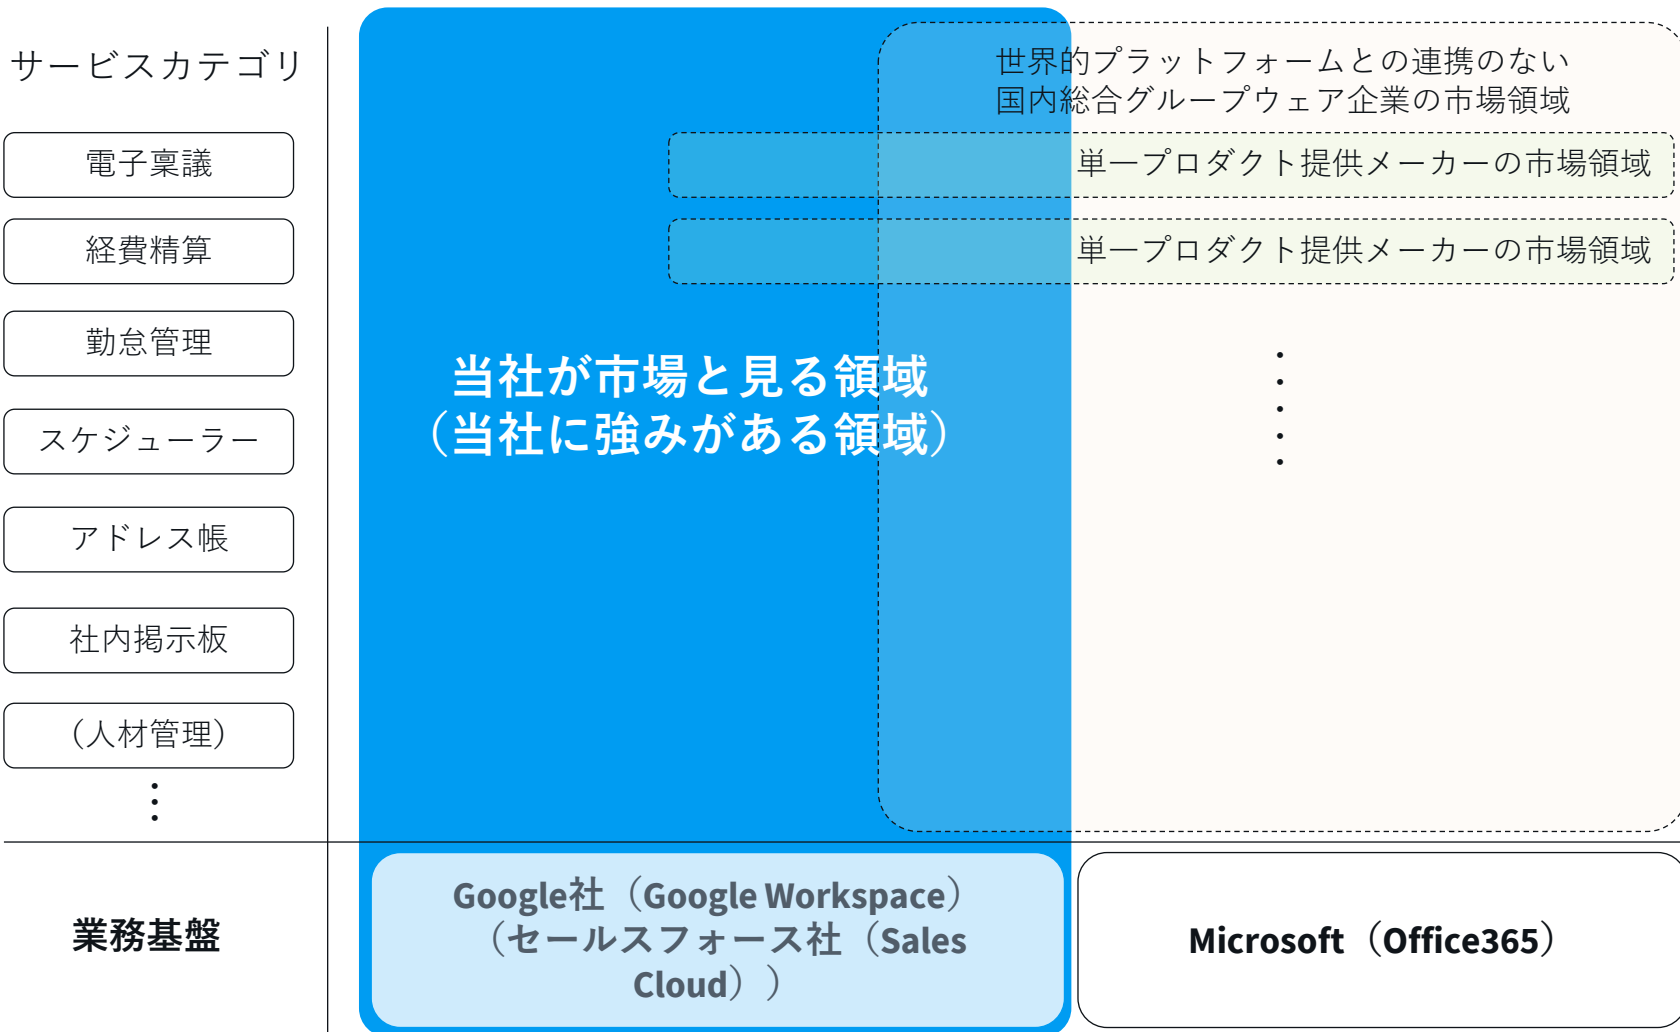 サービスカテゴリ
世界的プラットフォームとの連携のない
国内総合グループウェア企業の市場領域
電子稟議
単一プロダクト提供メーカーの市場領域
経費精算
単一プロダクト提供メーカーの市場領域
勤怠管理
当社が市場と見る領域
（当社に強みがある領域）
スケジューラー
アドレス帳
社内掲示板
（人材管理）
業務基盤
Google社（Google Workspace）
（セールスフォース社（Sales
Cloud））
Microsoft（Office365）